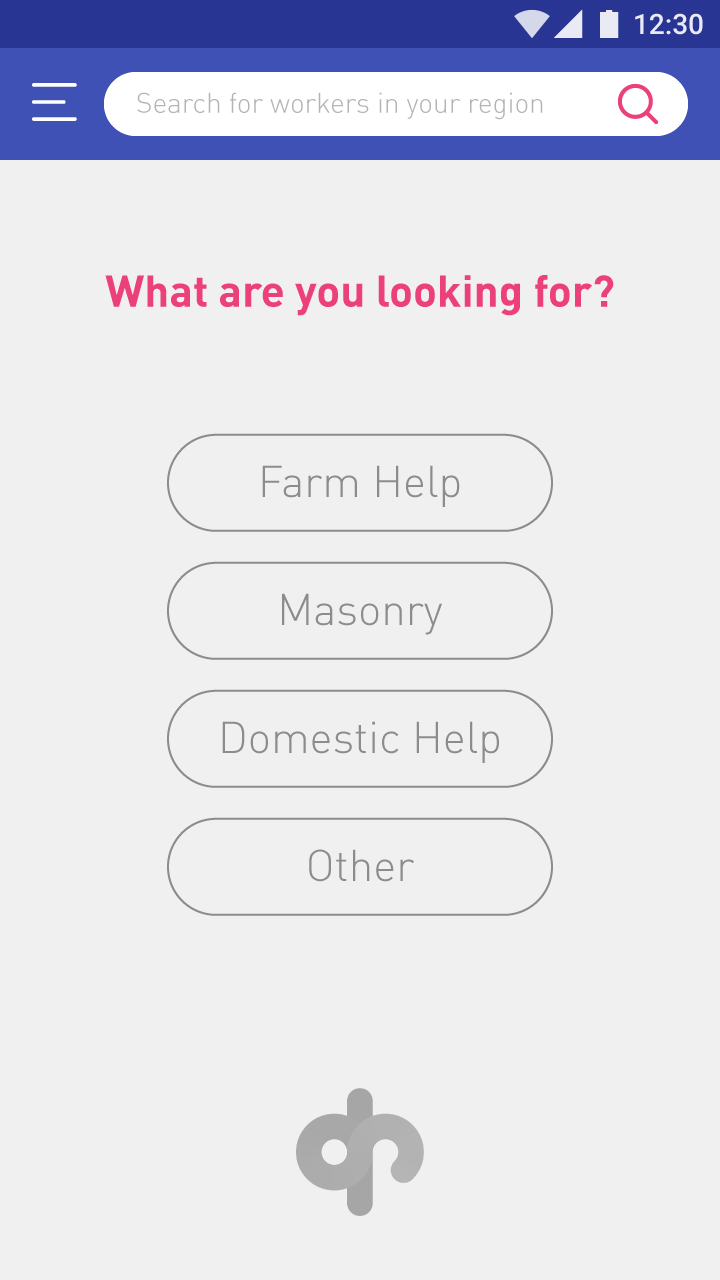 12:30
Search for workers in your region
What are you looking for?
Farm Help
Masonry
Domestic Help
Other